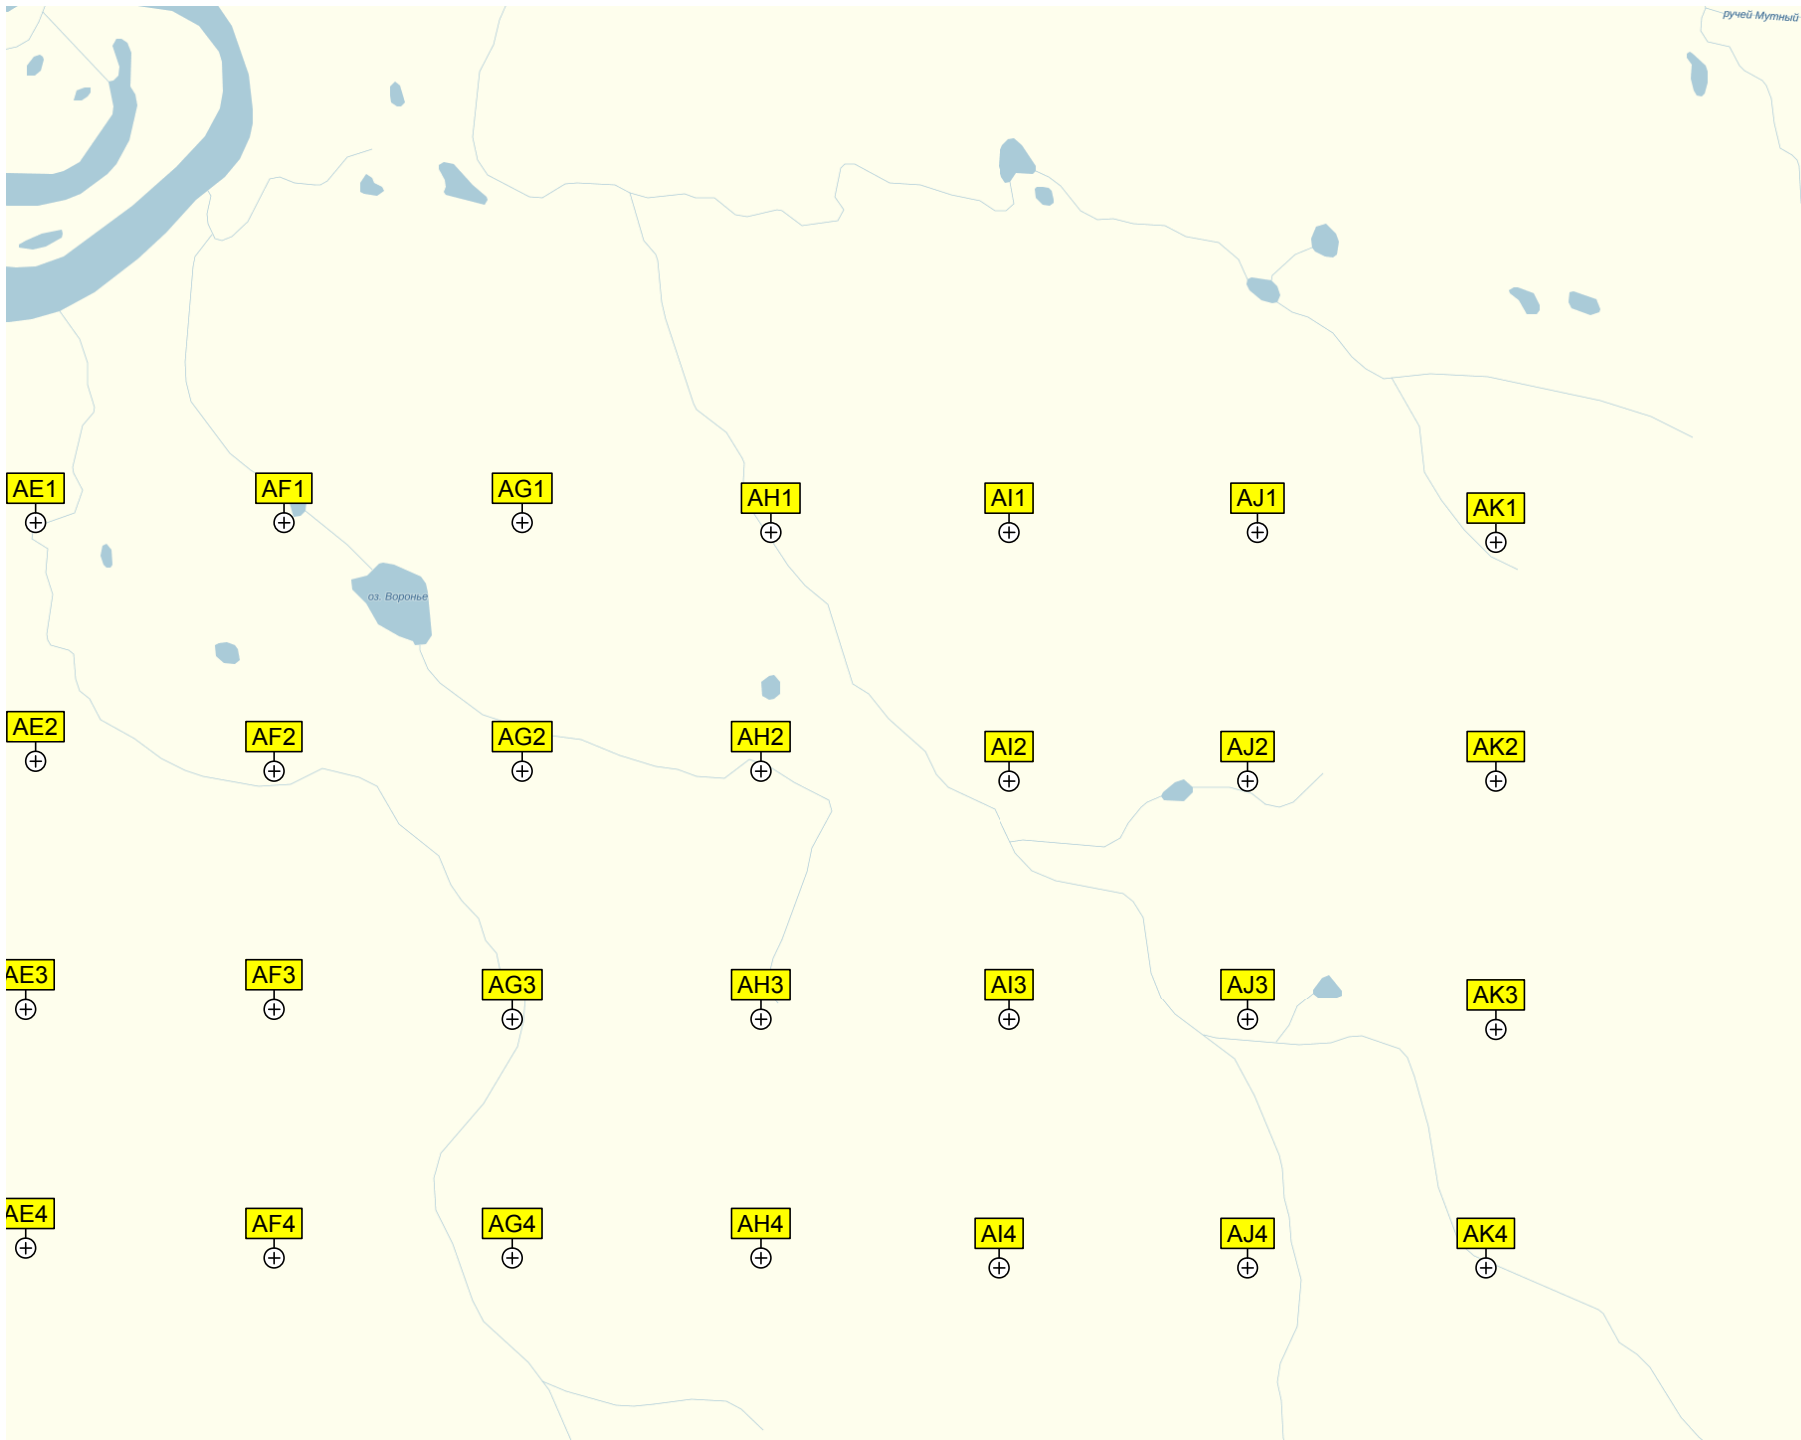 ручей Мутный
AE1
AF1
AG1
AH1
AI1
AJ1
AK1
оз. Воронье
AE2
AF2
AG2
AH2
AI2
AJ2
AK2
AE3
AF3
AG3
AH3
AI3
AJ3
AK3
AE4
AF4
AG4
AH4
AI4
AJ4
AK4